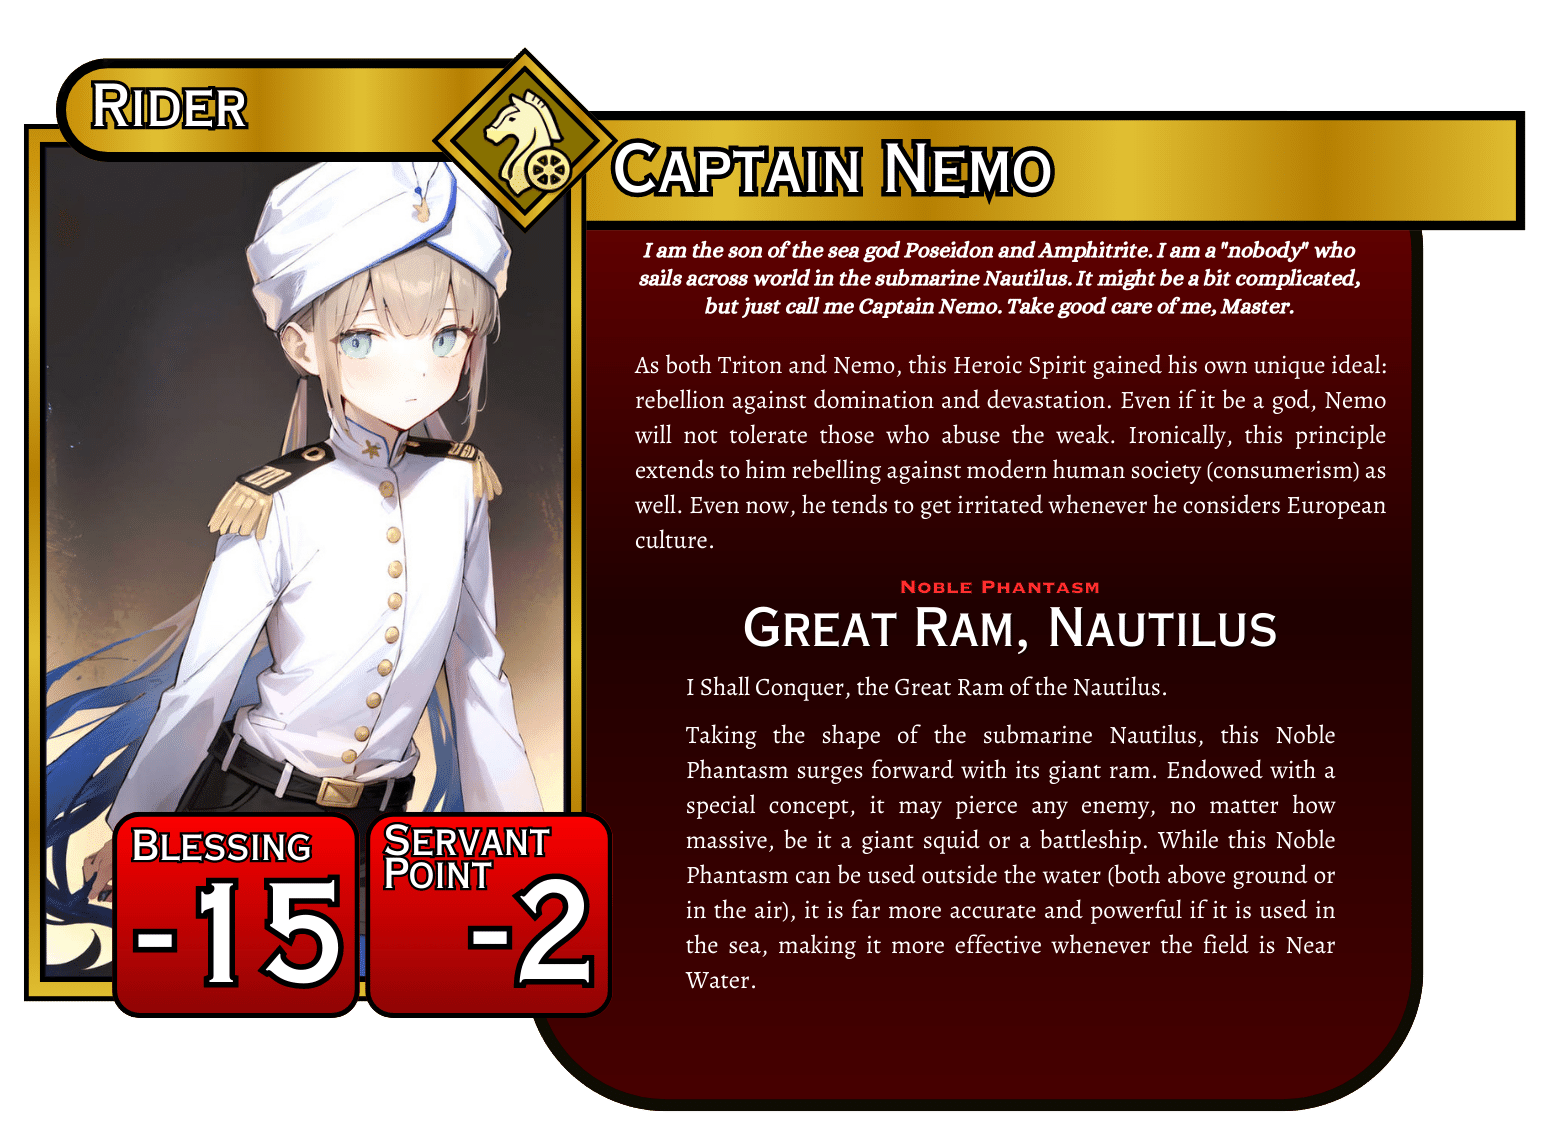 Rider
Captain Nemo
I am the son of the sea god Poseidon and Amphitrite. I am a "nobody" who
sails across world in the submarine Nautilus. It might be a bit complicated,
but just call me Captain Nemo. Take good care of me, Master.
As both Triton and Nemo, this Heroic Spirit gained his own unique ideal:
rebellion against domination and devastation. Even if it be a god, Nemo
will not tolerate those who abuse the weak. Ironically, this principle
extends to him rebelling against modern human society (consumerism) as
well. Even now, he tends to get irritated whenever he considers European
culture.
Noble Phantasm
Great Ram, Nautilus
I Shall Conquer, the Great Ram of the Nautilus.
Taking the shape of the submarine Nautilus, this Noble
Phantasm surges forward with its giant ram. Endowed with a
special concept, it may pierce any enemy, no matter how
massive, be it a giant squid or a battleship. While this Noble
Phantasm can be used outside the water (both above ground or
in the air), it is far more accurate and powerful if it is used in
the sea, making it more effective whenever the field is Near
Water.
Blessing
-15
Servant
Point
-2